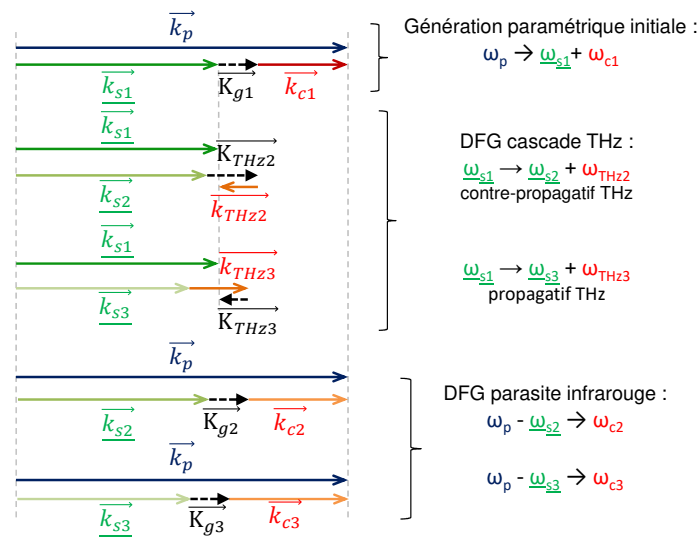 Génération paramétrique initiale :
k_p
ω_p → ω_s1 + ω_c1
k_s1 K_g1 k_c1
k_s1
DFG cascade THz :
K_THz2
ω_s1 → ω_s2 + ω_THz2
contre-propagatif THz
k_s2 k_THz2
k_s1
k_THz3
ω_s1 → ω_s3 + ω_THz3
propagatif THz
k_s3 K_THz3
k_p
DFG parasite infrarouge :
k_s2 K_g2 k_c2
ω_p - ω_s2 → ω_c2
k_p
ω_p - ω_s3 → ω_c3
k_s3 K_g3 k_c3